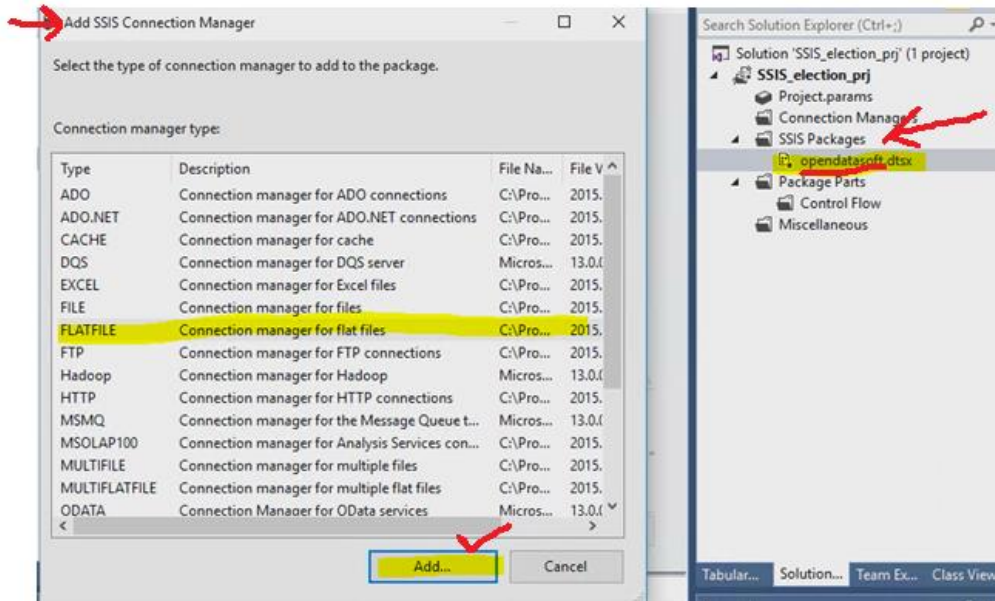 Add SSIS Connection Manager
Select the type of connection manager to add to the package.
Connection manager type:
Type Description File Na... File V
ADO Connection manager for ADO connections C:\Pro... 2015.
ADO.NET Connection manager for ADO.NET connections C:\Pro... 2015.
CACHE Connection manager for cache C:\Pro... 2015.
DQS Connection manager for DQS server Micros... 13.0.(
EXCEL Connection manager for Excel files C:\Pro... 2015.
FILE Connection manager for files C:\Pro... 2015.
FLATFILE Connection manager for flat files C:\Pro... 2015.
FTP Connection manager for FTP connections C:\Pro... 2015.
Hadoop Connection manager for Hadoop Micros... 13.0.(
HTTP Connection manager for HTTP connections C:\Pro... 2015.
MSMQ Connection manager for the Message Queue t... Micros... 13.0.(
MSOLAP100 Connection manager for Analysis Services con... C:\Pro... 2015.
MULTIFILE Connection manager for multiple files C:\Pro... 2015.
MULTIFLATFILE Connection manager for multiple flat files C:\Pro... 2015.
ODATA Connection Manager for OData services Micros... 13.0.(
Add... Cancel
Search Solution Explorer (Ctrl+;)
Solution 'SSIS_election_prj' (1 project)
SSIS_election_prj
Project.params
Connection Managers
SSIS Packages
opendatasoft.dtsx
Package Parts
Control Flow
Miscellaneous
Tabular... Solution... Team Ex... Class View